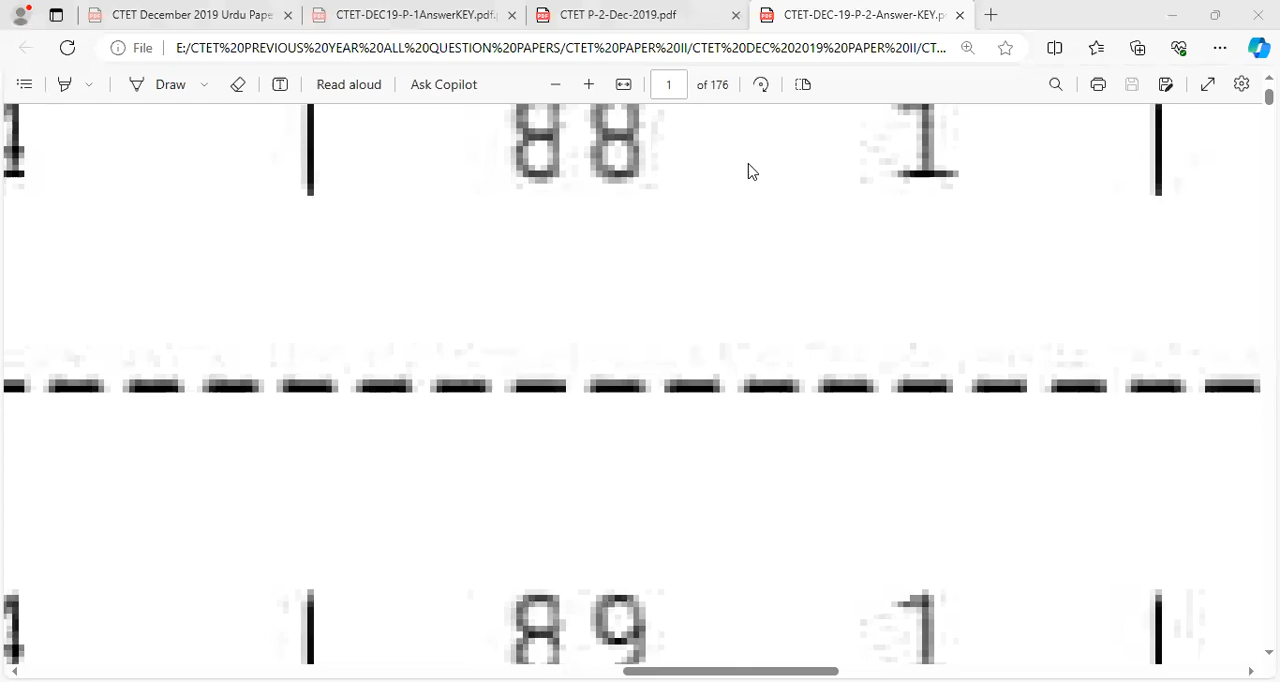 CTET December 2019 Urdu Pape
CTET-DEC19-P-1AnswerKEY.pdf
CTET P-2-Dec-2019.pdf
CTET-DEC-19-P-2-Answer-KEY.p
File
E:/CTET%20PREVIOUS%20YEAR%20ALL%20QUESTION%20PAPERS/CTET%20PAPER%20II/CTET%20DEC%202019%20PAPER%20II/CT...
Draw
Read aloud
Ask Copilot
1
of 176
1 88 1
1 89 1